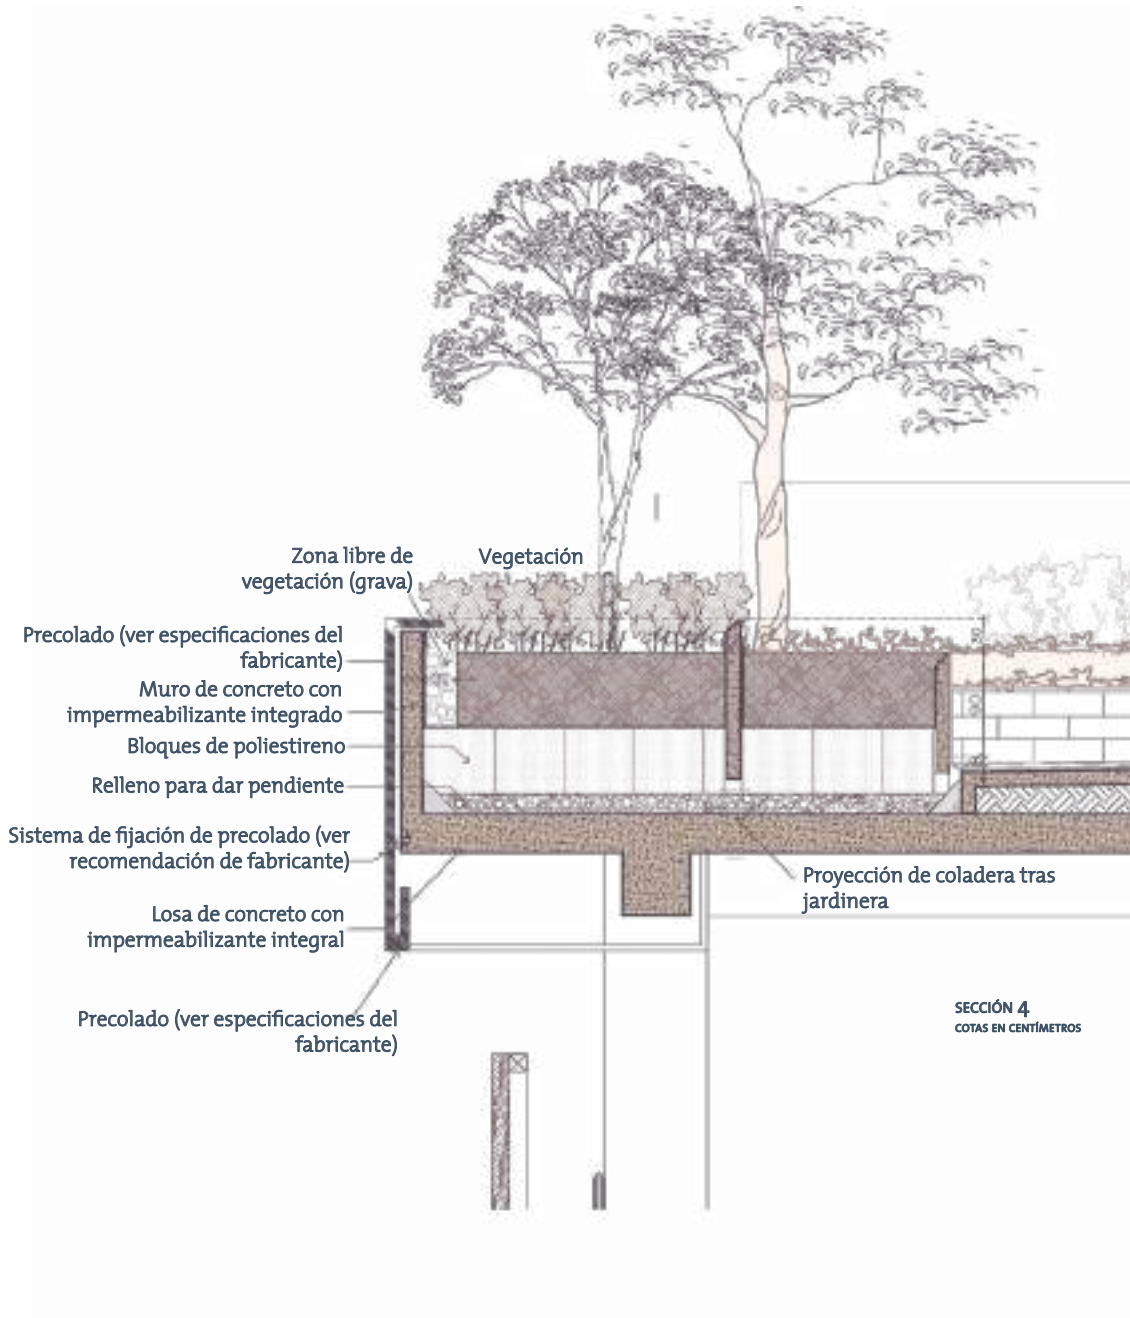 Zona libre de
vegetación (grava)
Vegetación
Precolado (ver especificaciones del
fabricante)
Muro de concreto con
impermeabilizante integrado
Bloques de poliestireno
Relleno para dar pendiente
Sistema de fijación de precolado (ver
recomendación de fabricante)
Losa de concreto con
impermeabilizante integral
Precolado (ver especificaciones del
fabricante)
Proyección de coladera tras
jardinera
SECCIÓN 4
COTAS EN CENTÍMETROS